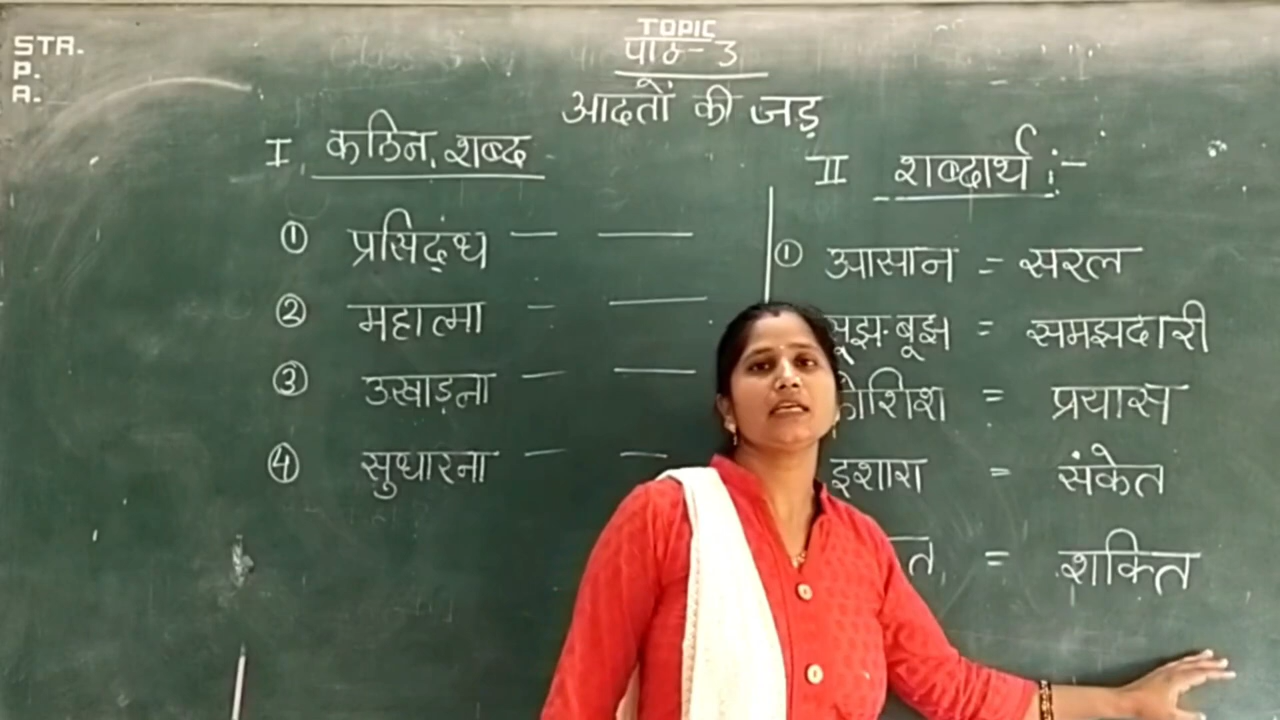 TOPIC
STR.
P.
A.
पाठ-3
आदतों की जड़
I कठिन शब्द
① प्रसिद्ध — —
② महात्मा - —
③ उखाड़ना — —
④ सुधारना — —
II शब्दार्थ :-
① आसान = सरल
सूझ-बूझ = समझदारी
कोशिश = प्रयास
इशारा = संकेत
= शक्ति